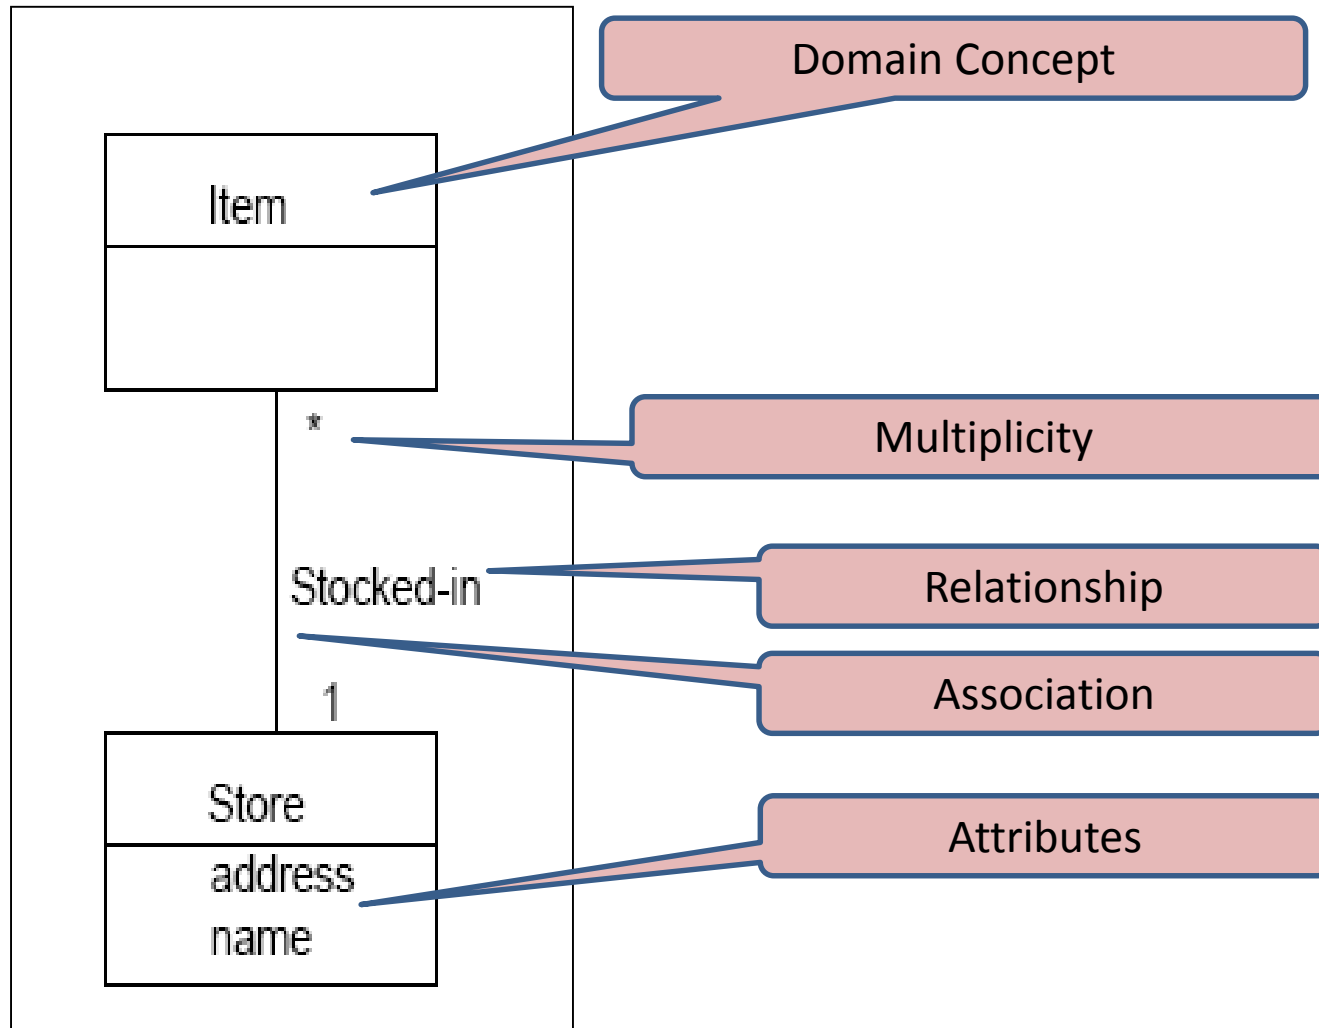 Domain Concept
Item
*
Multiplicity
Stocked-in
Relationship
Association
1
Store
address
name
Attributes